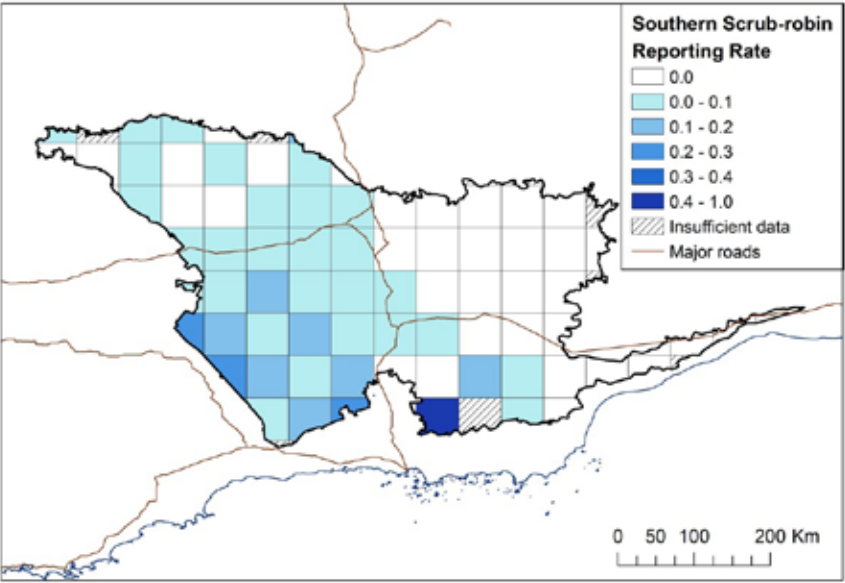 Southern Scrub-robin
Reporting Rate
0.0
0.0 - 0.1
0.1 - 0.2
0.2 - 0.3
0.3 - 0.4
0.4 - 1.0
Insufficient data
Major roads
0 50 100 200 Km